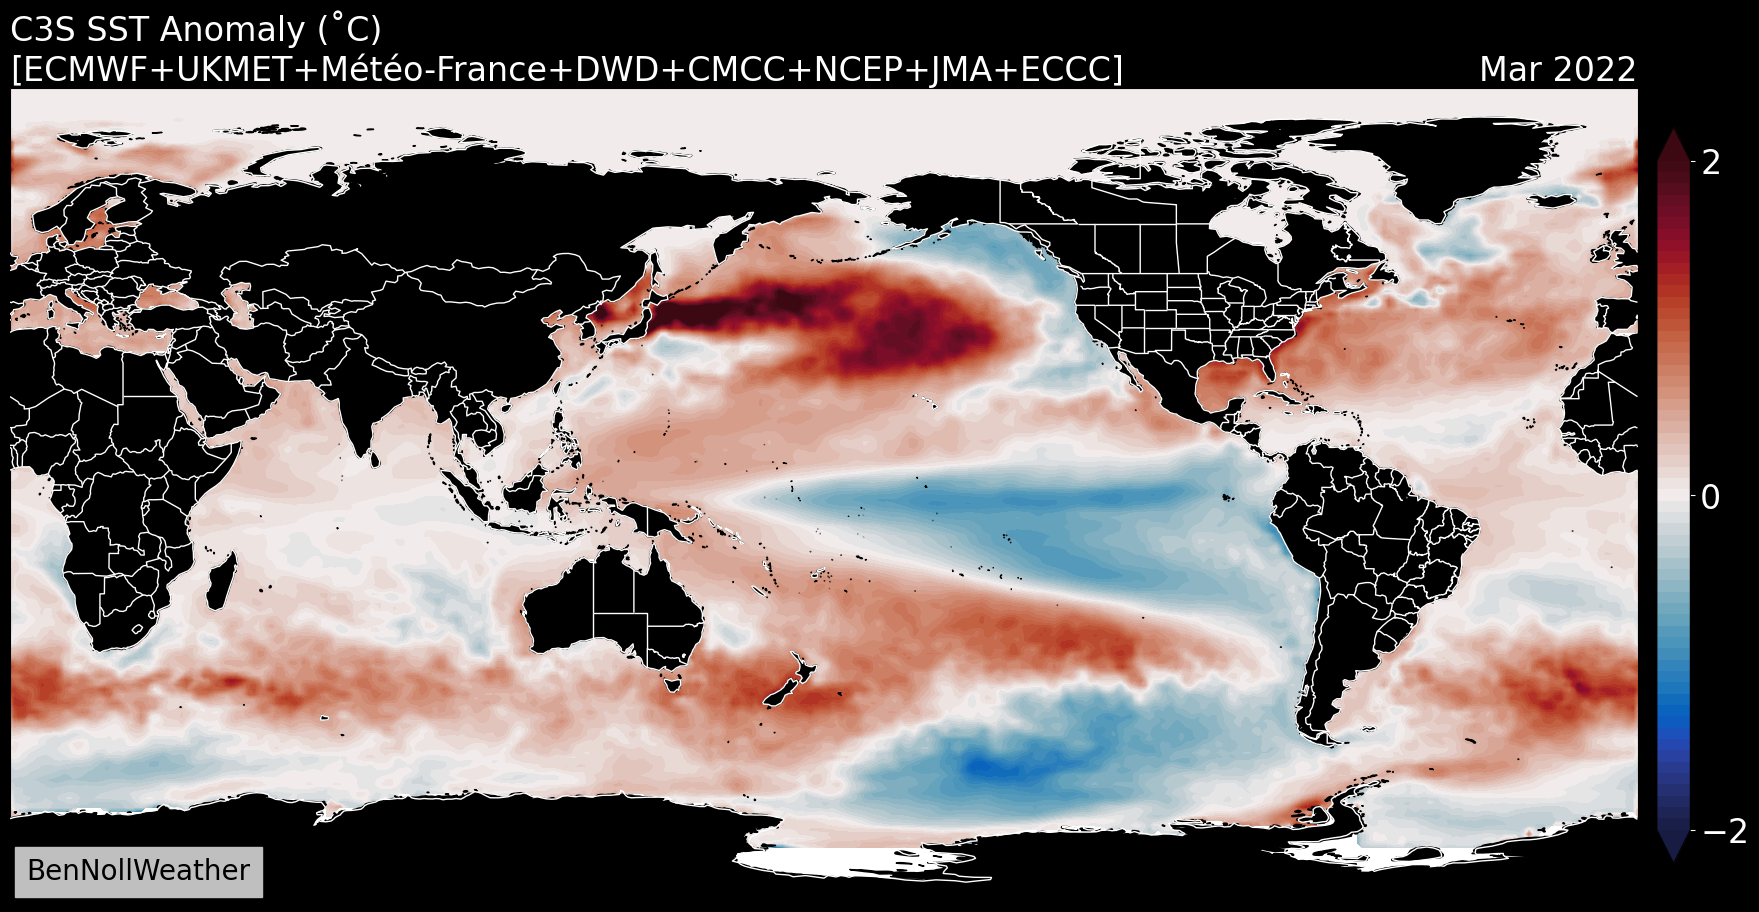 C3S SST Anomaly (˚C)
[ECMWF+UKMET+Météo-France+DWD+CMCC+NCEP+JMA+ECCC]
Mar 2022
2
0
−2
BenNollWeather